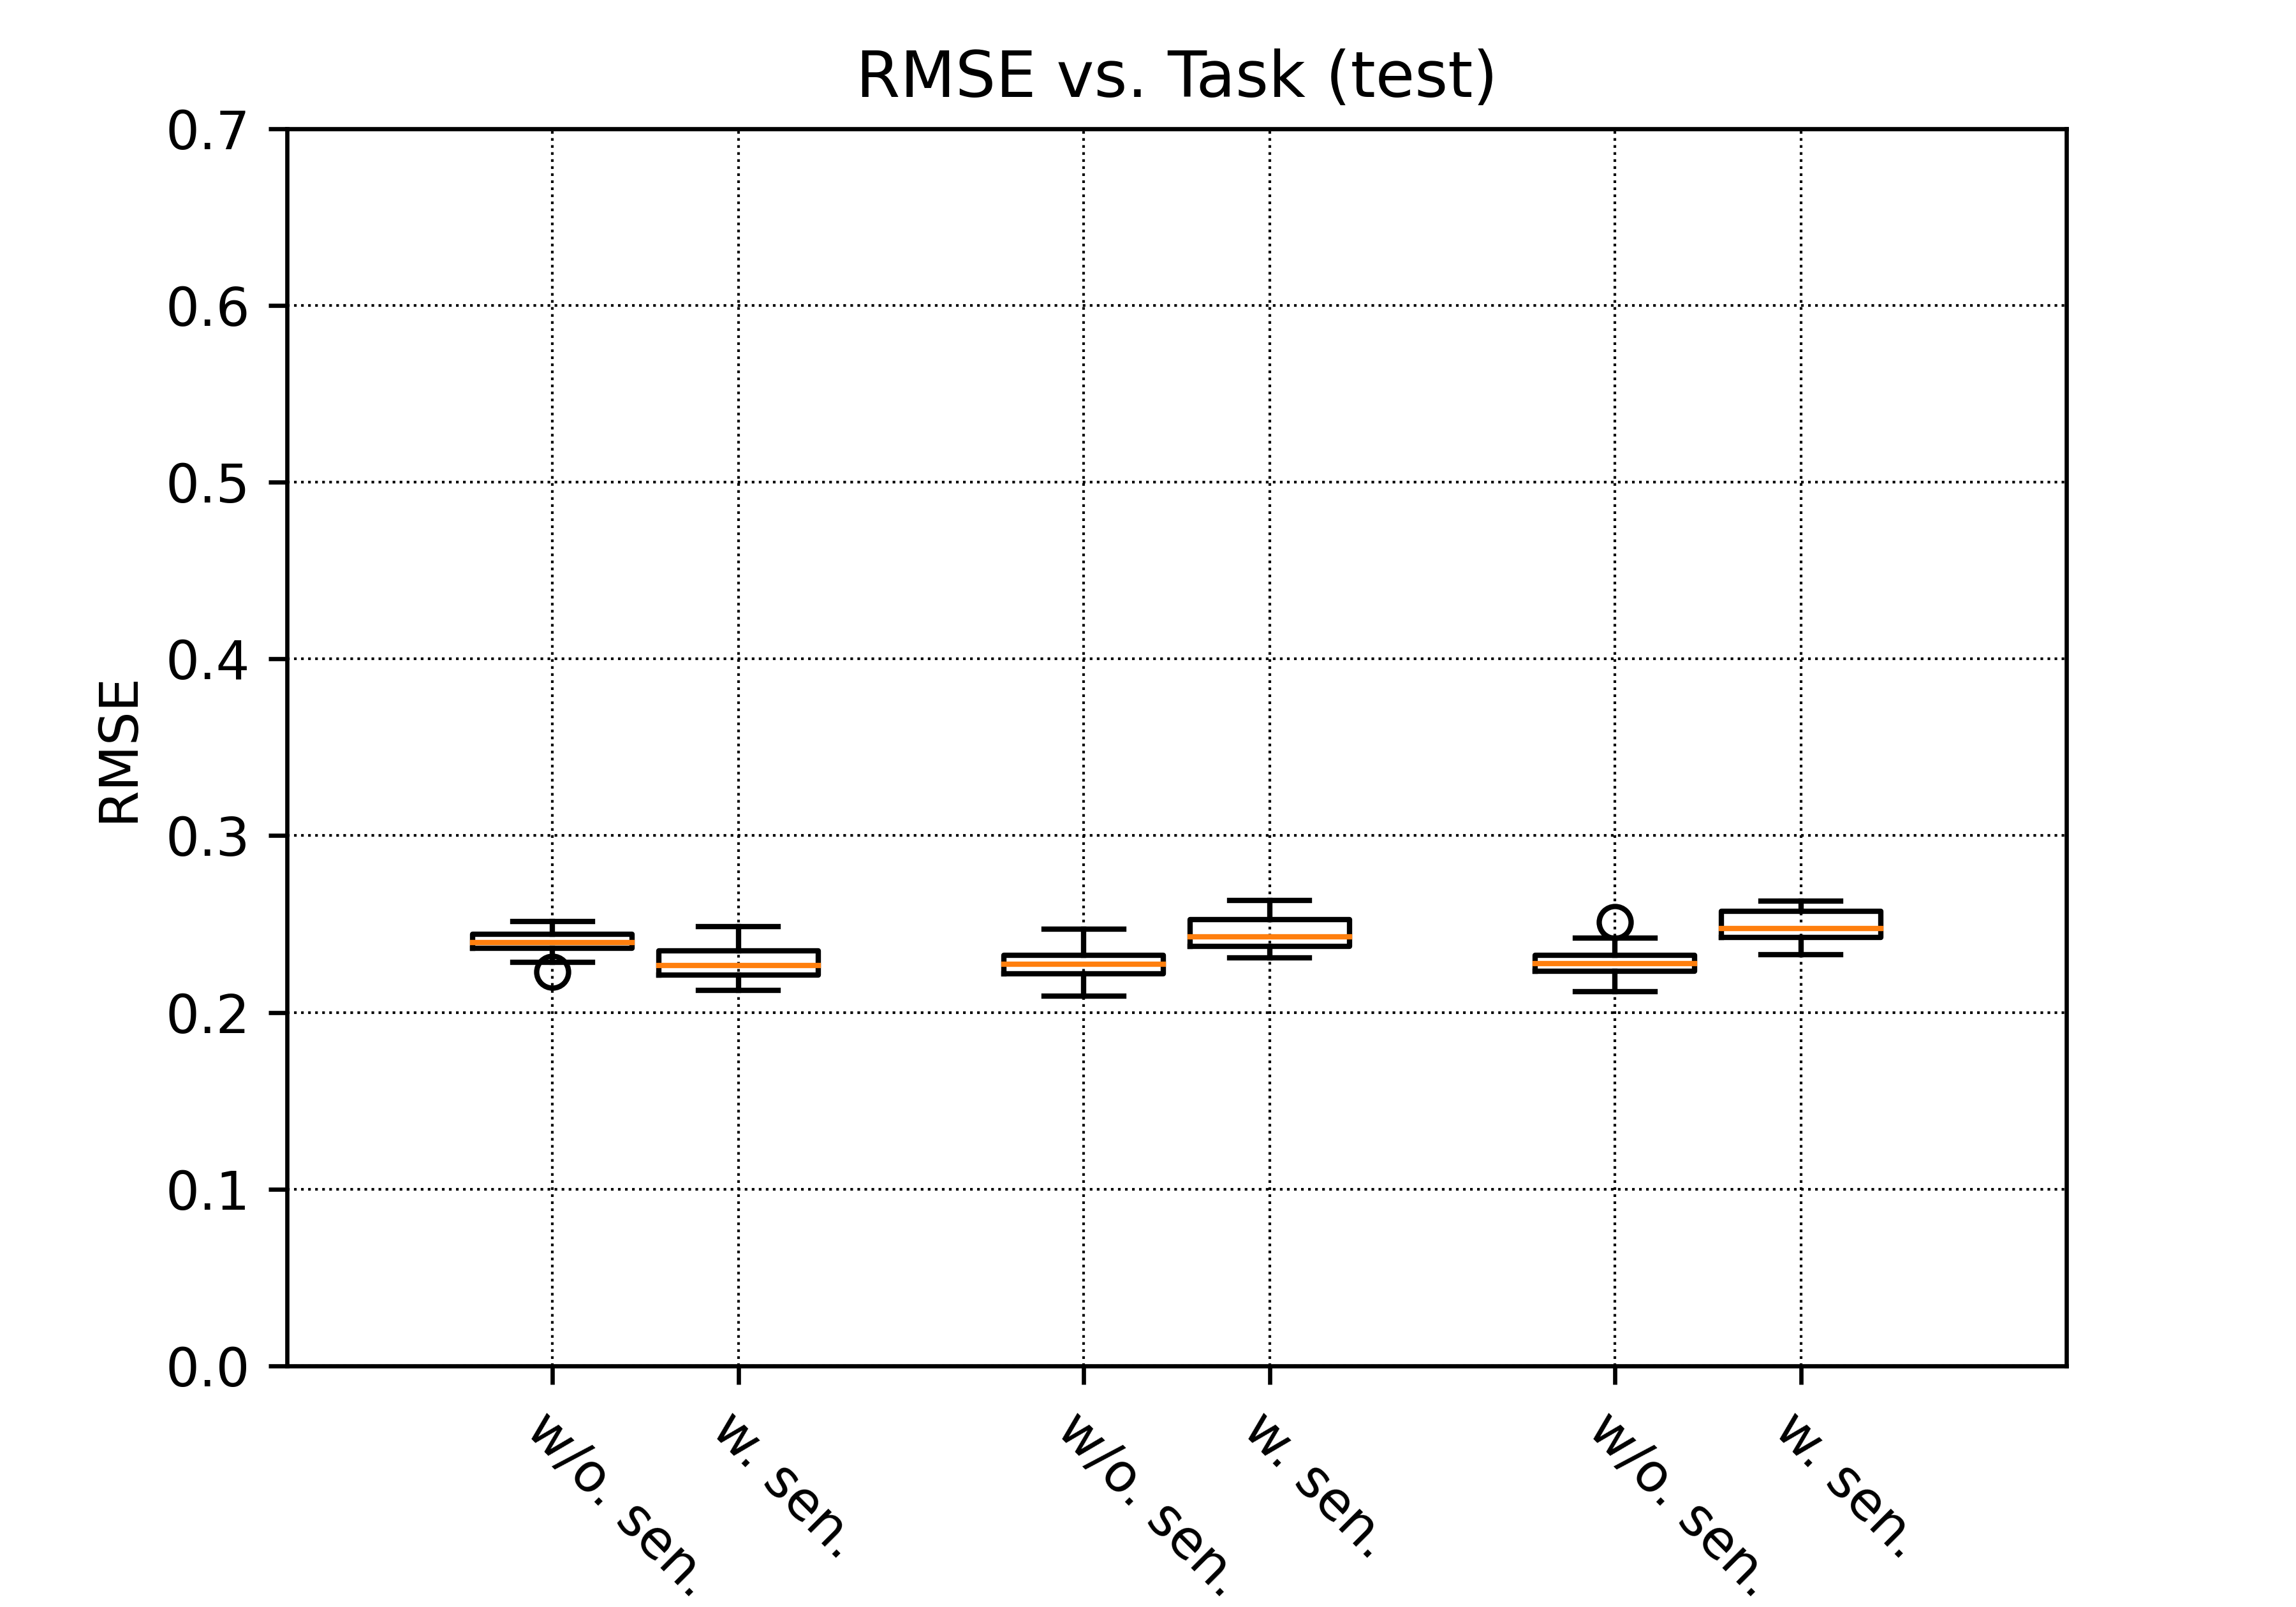 RMSE vs. Task (test)
0.7
0.6
0.5
0.4
0.3
0.2
0.1
0.0
RMSE
w/o. sen.
w. sen.
w/o. sen.
w. sen.
w/o. sen.
w. sen.